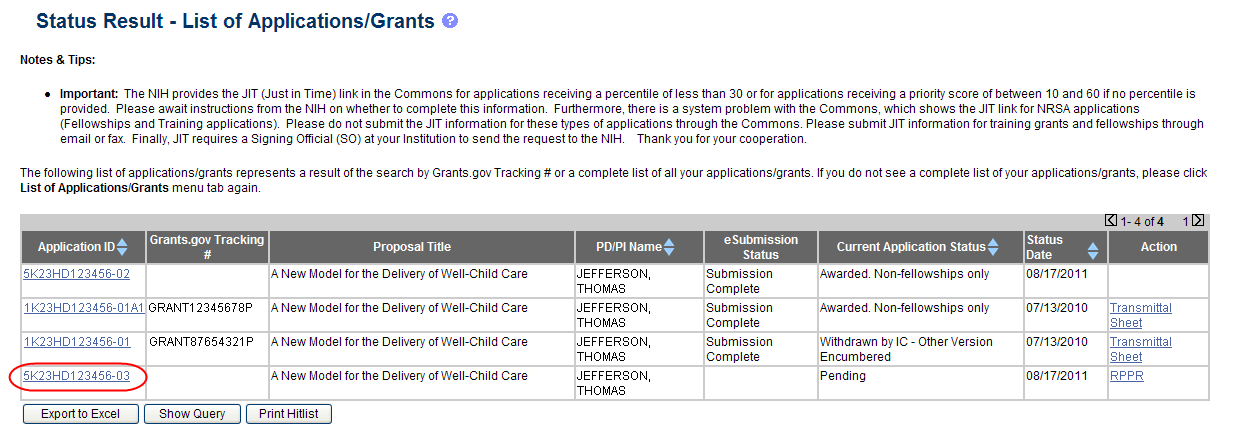 Status Result - List of Applications/Grants ?
Notes & Tips:
• Important: The NIH provides the JIT (Just in Time) link in the Commons for applications receiving a percentile of less than 30 or for applications receiving a priority score of between 10 and 60 if no percentile is
provided. Please await instructions from the NIH on whether to complete this information. Furthermore, there is a system problem with the Commons, which shows the JIT link for NRSA applications
(Fellowships and Training applications). Please do not submit the JIT information for these types of applications through the Commons. Please submit JIT information for training grants and fellowships through
email or fax. Finally, JIT requires a Signing Official (SO) at your Institution to send the request to the NIH. Thank you for your cooperation.
The following list of applications/grants represents a result of the search by Grants.gov Tracking # or a complete list of all your applications/grants. If you do not see a complete list of your applications/grants, please click
List of Applications/Grants menu tab again.
1- 4 of 4 1
Application ID Grants.gov Tracking # Proposal Title PD/PI Name eSubmission Status Current Application Status Status Date Action
5K23HD123456-02 A New Model for the Delivery of Well-Child Care JEFFERSON, THOMAS Submission Complete Awarded. Non-fellowships only 08/17/2011
1K23HD123456-01A1 GRANT12345678P A New Model for the Delivery of Well-Child Care JEFFERSON, THOMAS Submission Complete Awarded. Non-fellowships only 07/13/2010 Transmittal Sheet
1K23HD123456-01 GRANT87654321P A New Model for the Delivery of Well-Child Care JEFFERSON, THOMAS Submission Complete Withdrawn by IC - Other Version Encumbered 07/13/2010 Transmittal Sheet
5K23HD123456-03 A New Model for the Delivery of Well-Child Care JEFFERSON, THOMAS Pending 08/17/2011 RPPR
Export to Excel Show Query Print Hitlist